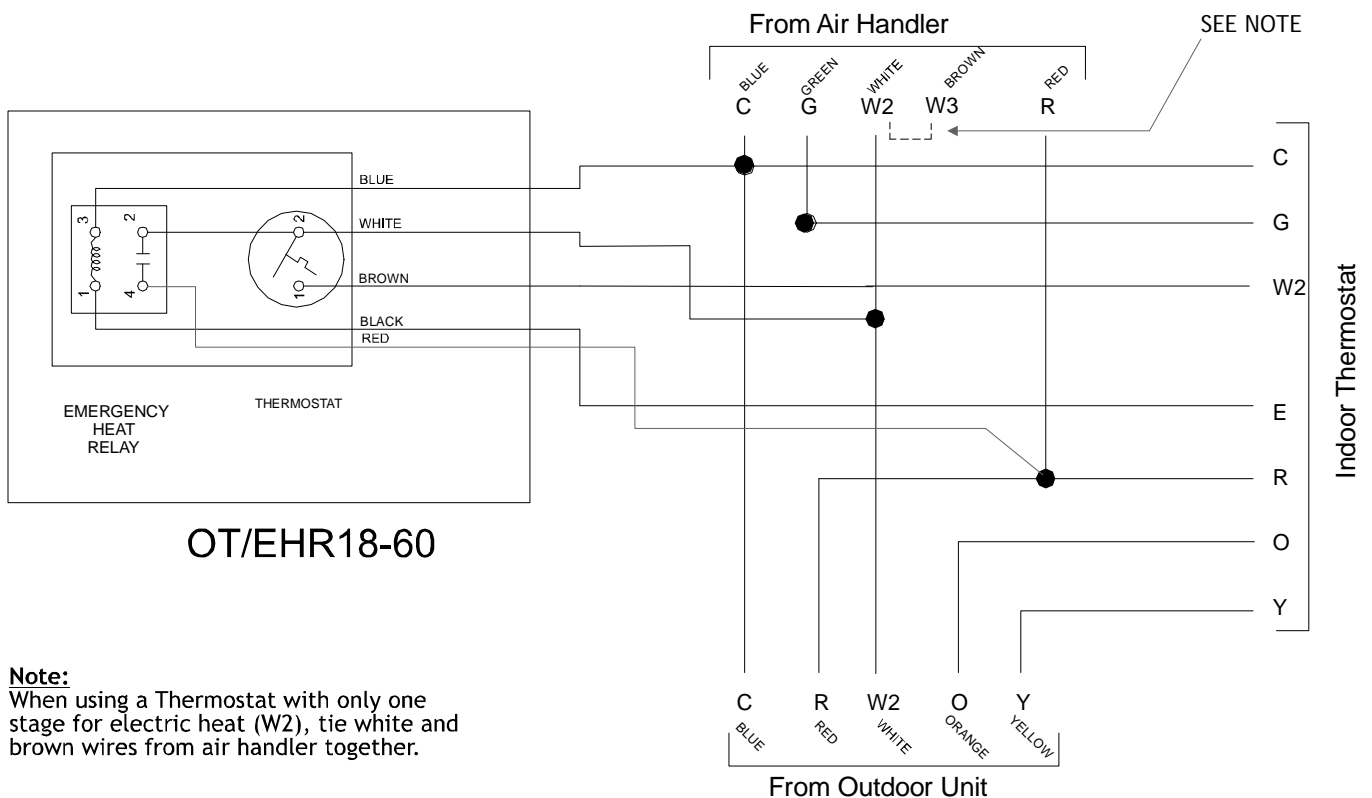 From Air Handler
SEE NOTE
BLUE
GREEN
WHITE
BROWN
RED
C
G
W2
W3
R
C
G
W2
E
R
O
Y
Indoor Thermostat
BLUE
WHITE
BROWN
BLACK
RED
3
2
1
4
2
1
EMERGENCY
HEAT
RELAY
THERMOSTAT
OT/EHR18-60
Note:
When using a Thermostat with only one
stage for electric heat (W2), tie white and
brown wires from air handler together.
C
R
W2
O
Y
BLUE
RED
WHITE
ORANGE
YELLOW
From Outdoor Unit